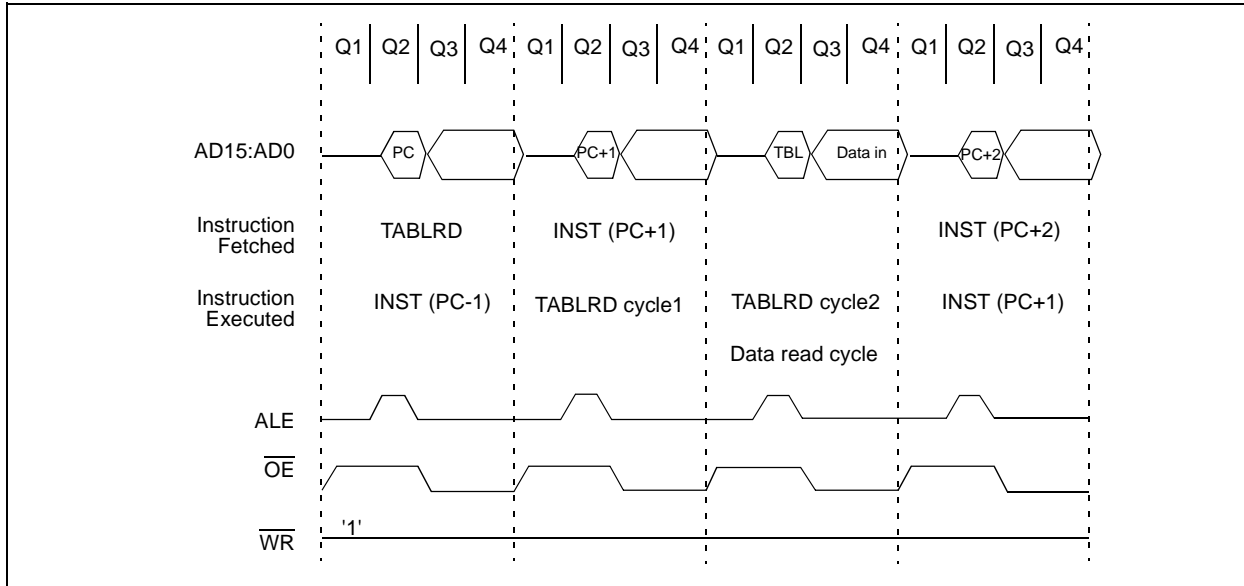 Q1 Q2 Q3 Q4 Q1 Q2 Q3 Q4 Q1 Q2 Q3 Q4 Q1 Q2 Q3 Q4
AD15:AD0 PC PC+1 TBL Data in PC+2
Instruction Fetched TABLRD INST (PC+1) INST (PC+2)
Instruction Executed INST (PC-1) TABLRD cycle1 TABLRD cycle2 INST (PC+1)
Data read cycle
ALE
OE
'1'
WR